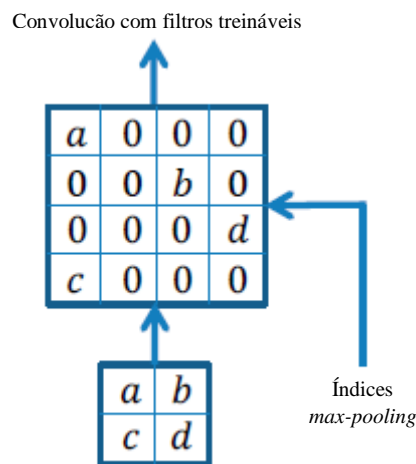 Convolucão com filtros treináveis
a 0 0 0
0 0 b 0
0 0 0 d
c 0 0 0
a b
c d
Índices
max-pooling